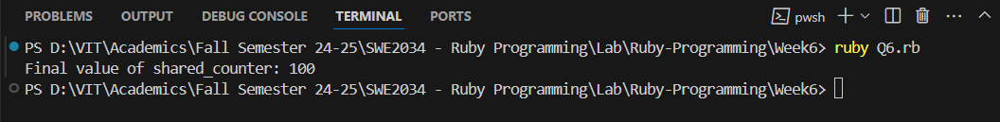 PROBLEMS OUTPUT DEBUG CONSOLE TERMINAL PORTS pwsh
PS D:\VIT\Academics\Fall Semester 24-25\SWE2034 - Ruby Programming\Lab\Ruby-Programming\Week6> ruby Q6.rb
Final value of shared_counter: 100
PS D:\VIT\Academics\Fall Semester 24-25\SWE2034 - Ruby Programming\Lab\Ruby-Programming\Week6>